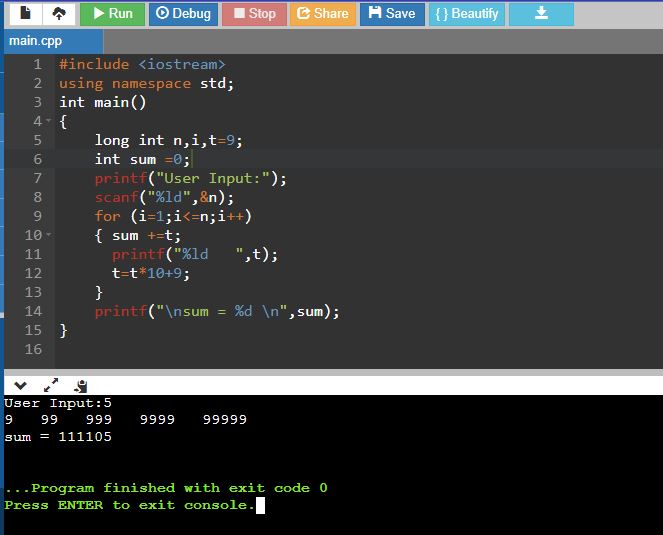 Run Debug Stop Share Save { } Beautify
main.cpp
1 #include <iostream>
2 using namespace std;
3 int main()
4 {
5 long int n,i,t=9;
6 int sum =0;
7 printf("User Input:");
8 scanf("%ld",&n);
9 for (i=1;i<=n;i++)
10 { sum +=t;
11 printf("%ld   ",t);
12 t=t*10+9;
13 }
14 printf("\nsum = %d \n",sum);
15 }
16
User Input:5
9   99   999   9999   99999
sum = 111105
...Program finished with exit code 0
Press ENTER to exit console.